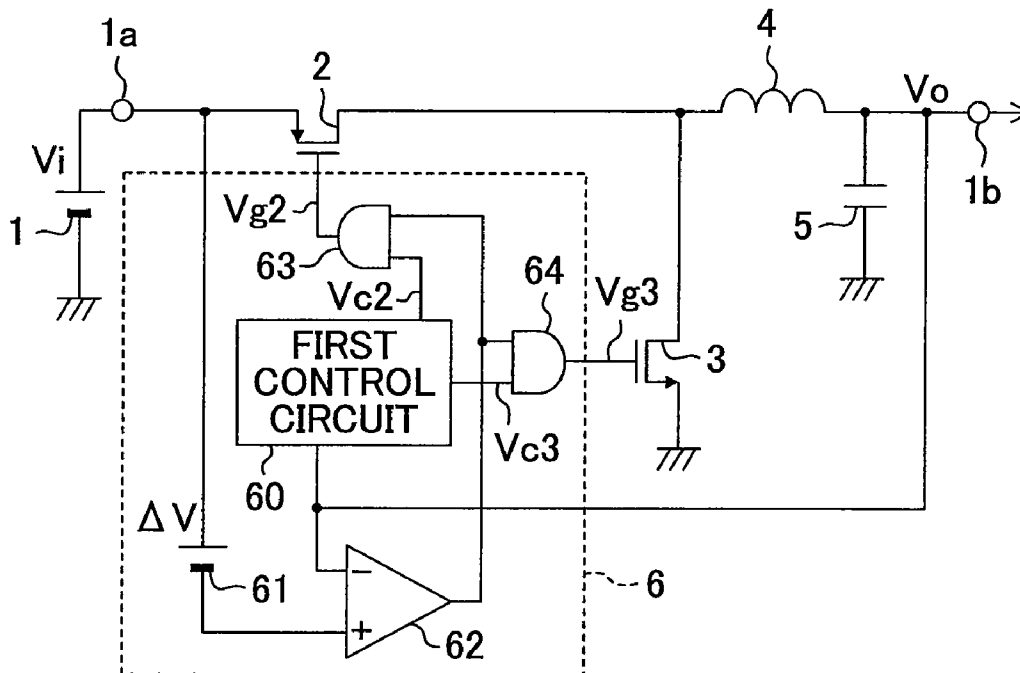 1a
2
4
Vo
Vi
1
1b
Vg2
5
63
64
Vc2
Vg3
FIRST
CONTROL
CIRCUIT
3
Vc3
60
ΔV
61
−
6
+
62